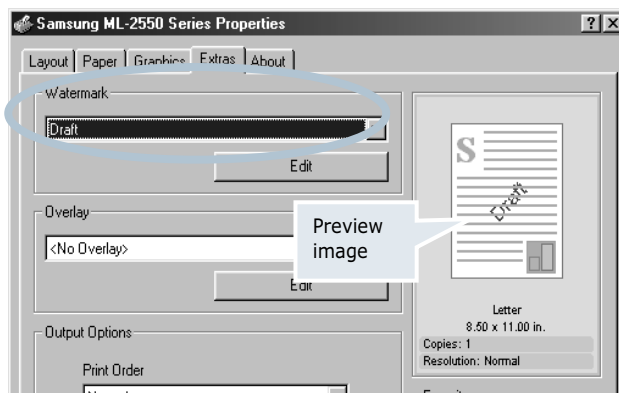 Samsung ML-2550 Series Properties
Layout Paper Graphics Extras About
Watermark
Draft
Edit
Overlay
<No Overlay>
Edit
Preview
image
S
Draft
Letter
8.50 x 11.00 in.
Copies: 1
Resolution: Normal
Output Options
Print Order